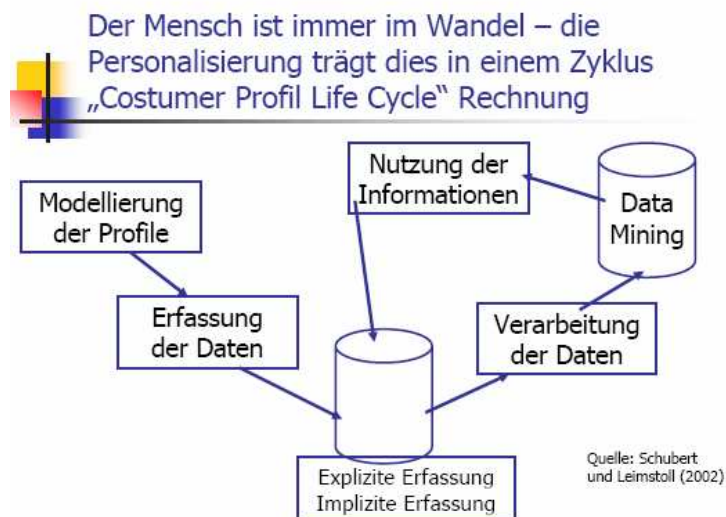 Der Mensch ist immer im Wandel – die
Personalisierung trägt dies in einem Zyklus
„Costumer Profil Life Cycle“ Rechnung
Modellierung
der Profile
Erfassung
der Daten
Nutzung der
Informationen
Data
Mining
Verarbeitung
der Daten
Explizite Erfassung
Implizite Erfassung
Quelle: Schubert
und Leimstoll (2002)